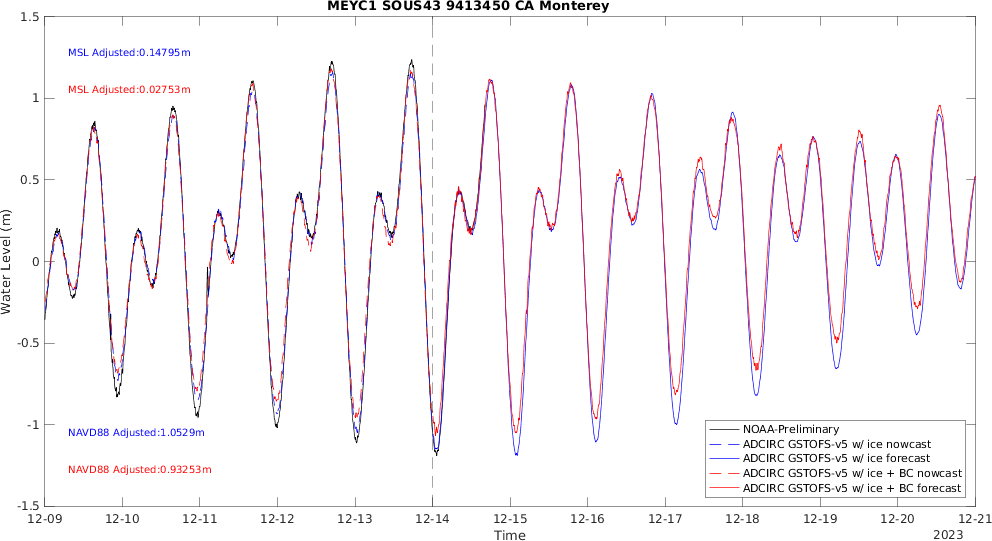 MEYC1 SOUS43 9413450 CA Monterey
1.5
1
0.5
0
-0.5
-1
-1.5
Water Level (m)
MSL Adjusted:0.14795m
MSL Adjusted:0.02753m
NAVD88 Adjusted:1.0529m
NAVD88 Adjusted:0.93253m
NOAA-Preliminary
ADCIRC GSTOFS-v5 w/ ice nowcast
ADCIRC GSTOFS-v5 w/ ice forecast
ADCIRC GSTOFS-v5 w/ ice + BC nowcast
ADCIRC GSTOFS-v5 w/ ice + BC forecast
12-09 12-10 12-11 12-12 12-13 12-14 12-15 12-16 12-17 12-18 12-19 12-20 12-21
Time
2023